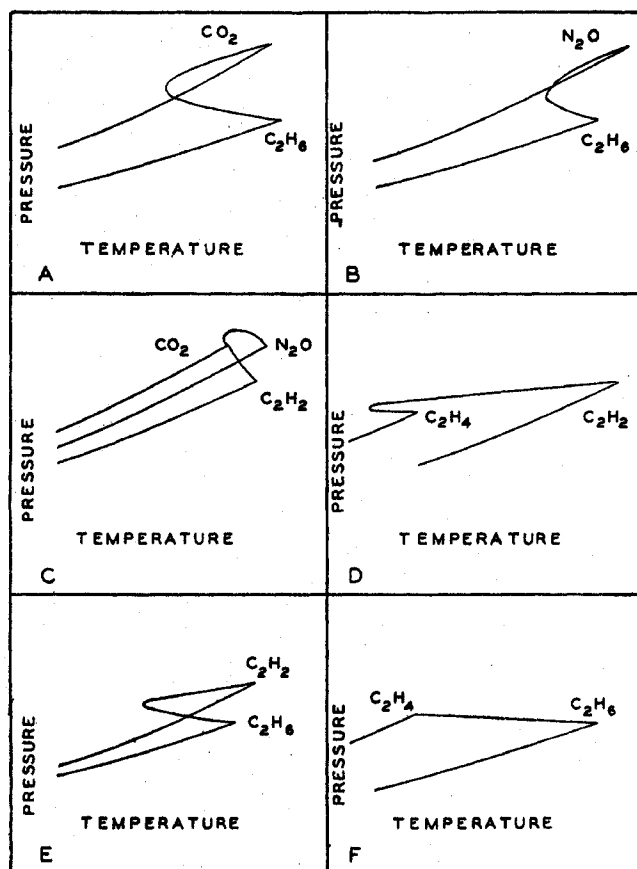 CO₂
PRESSURE
C₂H₆
TEMPERATURE
A
N₂O
PRESSURE
C₂H₆
TEMPERATURE
B
CO₂ N₂O
C₂H₂
PRESSURE
TEMPERATURE
C
C₂H₄ C₂H₂
PRESSURE
TEMPERATURE
D
C₂H₂
C₂H₆
PRESSURE
TEMPERATURE
E
C₂H₄ C₂H₆
PRESSURE
TEMPERATURE
F